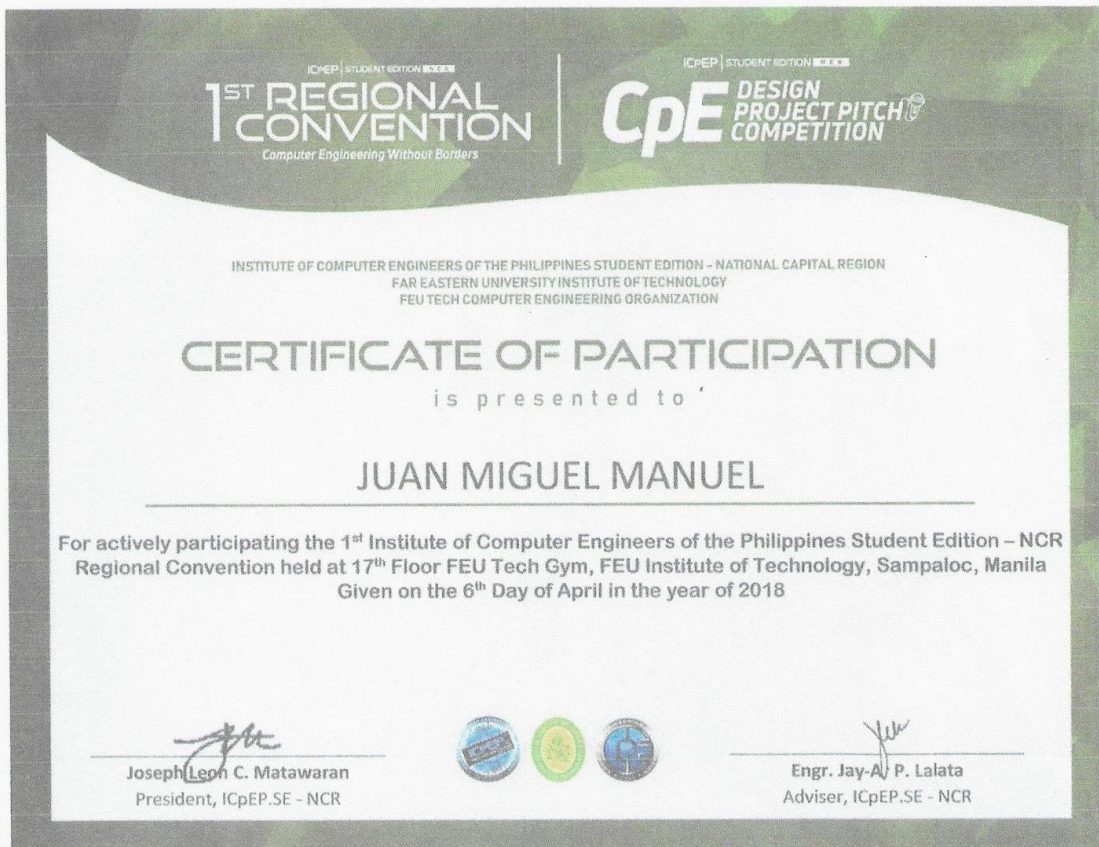 ICpEP STUDENT EDITION NCR
1ST REGIONAL
CONVENTION
Computer Engineering Without Borders
ICpEP STUDENT EDITION NCR
CpE DESIGN
PROJECT PITCH
COMPETITION
INSTITUTE OF COMPUTER ENGINEERS OF THE PHILIPPINES STUDENT EDITION - NATIONAL CAPITAL REGION
FAR EASTERN UNIVERSITY INSTITUTE OF TECHNOLOGY
FEU TECH COMPUTER ENGINEERING ORGANIZATION
CERTIFICATE OF PARTICIPATION
is presented to
JUAN MIGUEL MANUEL
For actively participating the 1st Institute of Computer Engineers of the Philippines Student Edition – NCR
Regional Convention held at 17th Floor FEU Tech Gym, FEU Institute of Technology, Sampaloc, Manila
Given on the 6th Day of April in the year of 2018
Joseph Leon C. Matawaran
President, ICpEP.SE - NCR
Engr. Jay-Ar P. Lalata
Adviser, ICpEP.SE - NCR